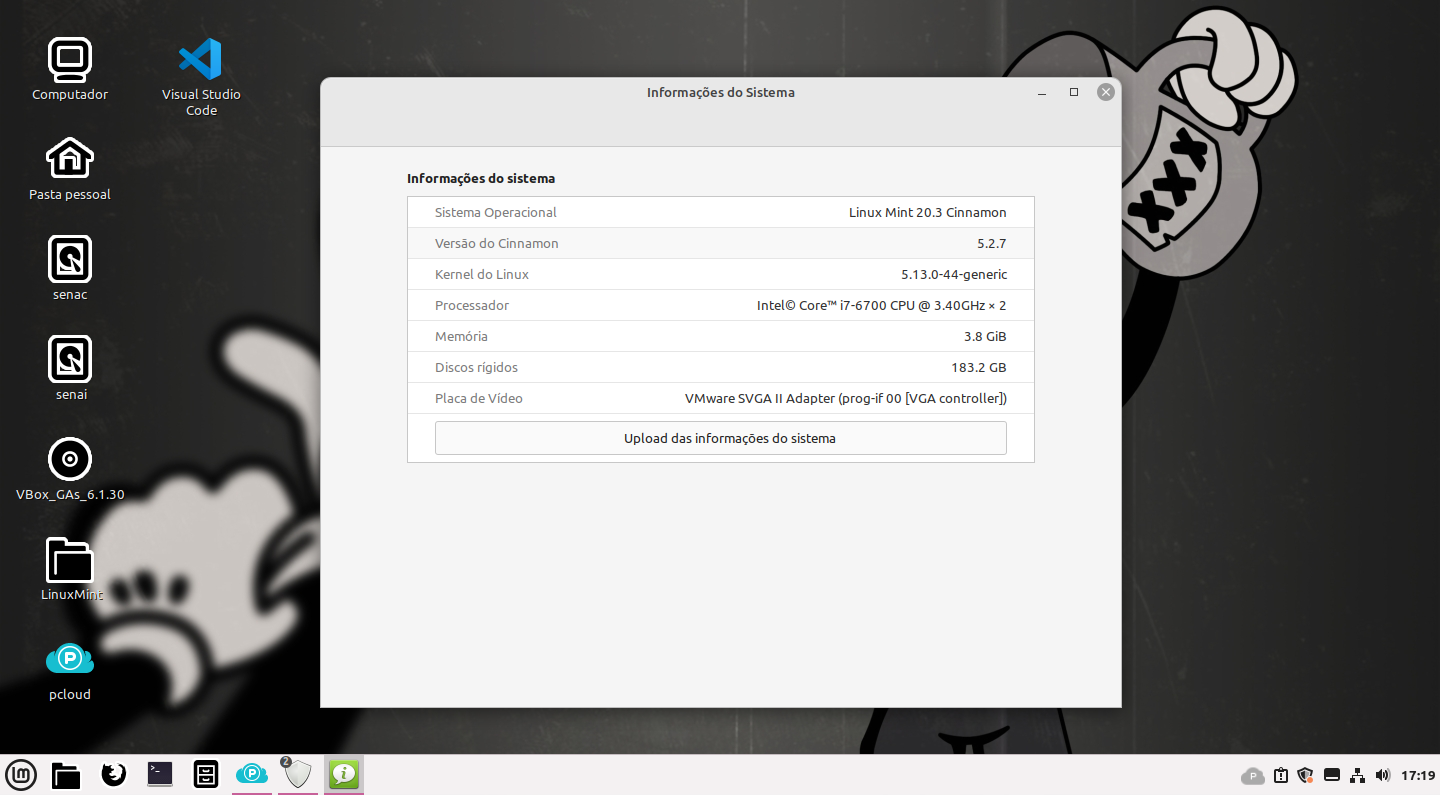 Computador
Visual Studio
Code
Pasta pessoal
senac
senai
VBox_GAs_6.1.30
LinuxMint
pcloud
Informações do Sistema
Informações do sistema
Sistema Operacional Linux Mint 20.3 Cinnamon
Versão do Cinnamon 5.2.7
Kernel do Linux 5.13.0-44-generic
Processador Intel© Core™ i7-6700 CPU @ 3.40GHz × 2
Memória 3.8 GiB
Discos rígidos 183.2 GB
Placa de Vídeo VMware SVGA II Adapter (prog-if 00 [VGA controller])
Upload das informações do sistema
XXX
2
17:19